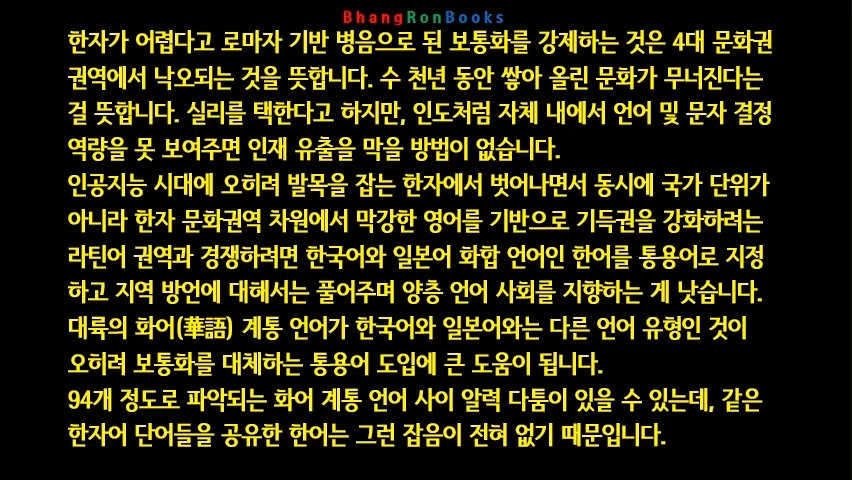 BhangRonBooks
한자가 어렵다고 로마자 기반 병음으로 된 보통화를 강제하는 것은 4대 문화권
권역에서 낙오되는 것을 뜻합니다. 수 천년 동안 쌓아 올린 문화가 무너진다는
걸 뜻합니다. 실리를 택한다고 하지만, 인도처럼 자체 내에서 언어 및 문자 결정
역량을 못 보여주면 인재 유출을 막을 방법이 없습니다.
인공지능 시대에 오히려 발목을 잡는 한자에서 벗어나면서 동시에 국가 단위가
아니라 한자 문화권역 차원에서 막강한 영어를 기반으로 기득권을 강화하려는
라틴어 권역과 경쟁하려면 한국어와 일본어 화합 언어인 한어를 통용어로 지정
하고 지역 방언에 대해서는 풀어주며 양층 언어 사회를 지향하는 게 낫습니다.
대륙의 화어(華語) 계통 언어가 한국어와 일본어와는 다른 언어 유형인 것이
오히려 보통화를 대체하는 통용어 도입에 큰 도움이 됩니다.
94개 정도로 파악되는 화어 계통 언어 사이 알력 다툼이 있을 수 있는데, 같은
한자어 단어들을 공유한 한어는 그런 잡음이 전혀 없기 때문입니다.